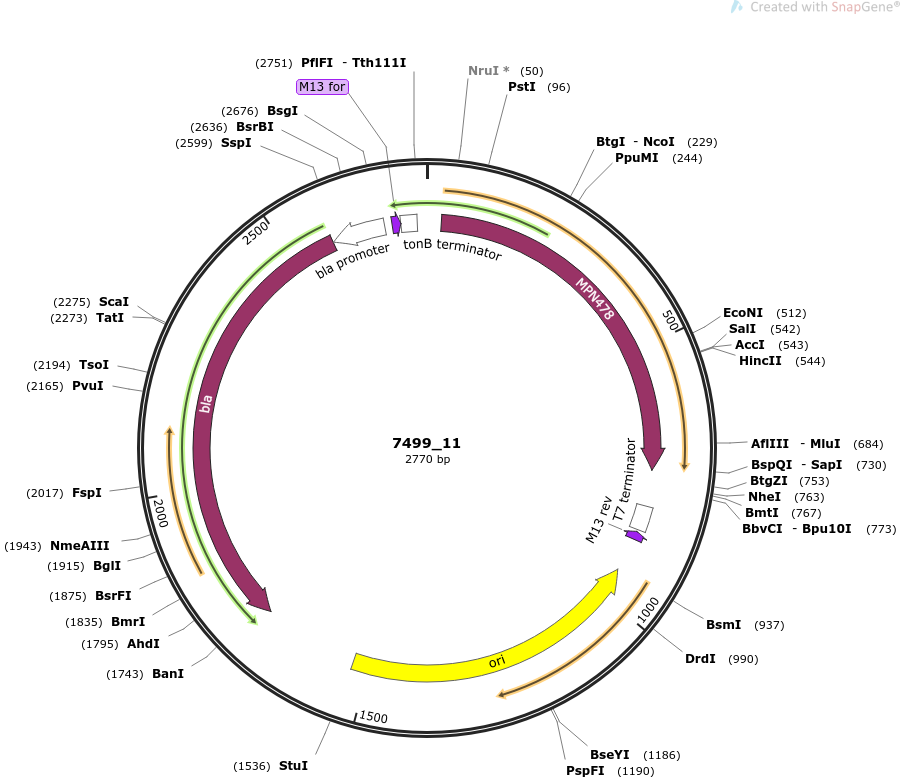 Created with SnapGene®
(2751) PflFI - Tth111I
M13 for
(2676) BsgI
(2636) BsrBI
(2599) SspI
NruI * (50)
PstI (96)
BtgI - NcoI (229)
PpuMI (244)
2500
bla promoter
tonB terminator
MPN478
500
(2275) ScaI
(2273) TatI
(2194) TsoI
(2165) PvuI
EcoNI (512)
SalI (542)
AccI (543)
HincII (544)
bla
7499_11
2770 bp
AflIII - MluI (684)
BspQI - SapI (730)
BtgZI (753)
NheI (763)
BmtI (767)
BbvCI - Bpu10I (773)
T7 terminator
M13 rev
(2017) FspI
2000
(1943) NmeAIII
(1915) BglI
(1875) BsrFI
(1835) BmrI
(1795) AhdI
(1743) BanI
1000
BsmI (937)
DrdI (990)
ori
1500
(1536) StuI
BseYI (1186)
PspFI (1190)